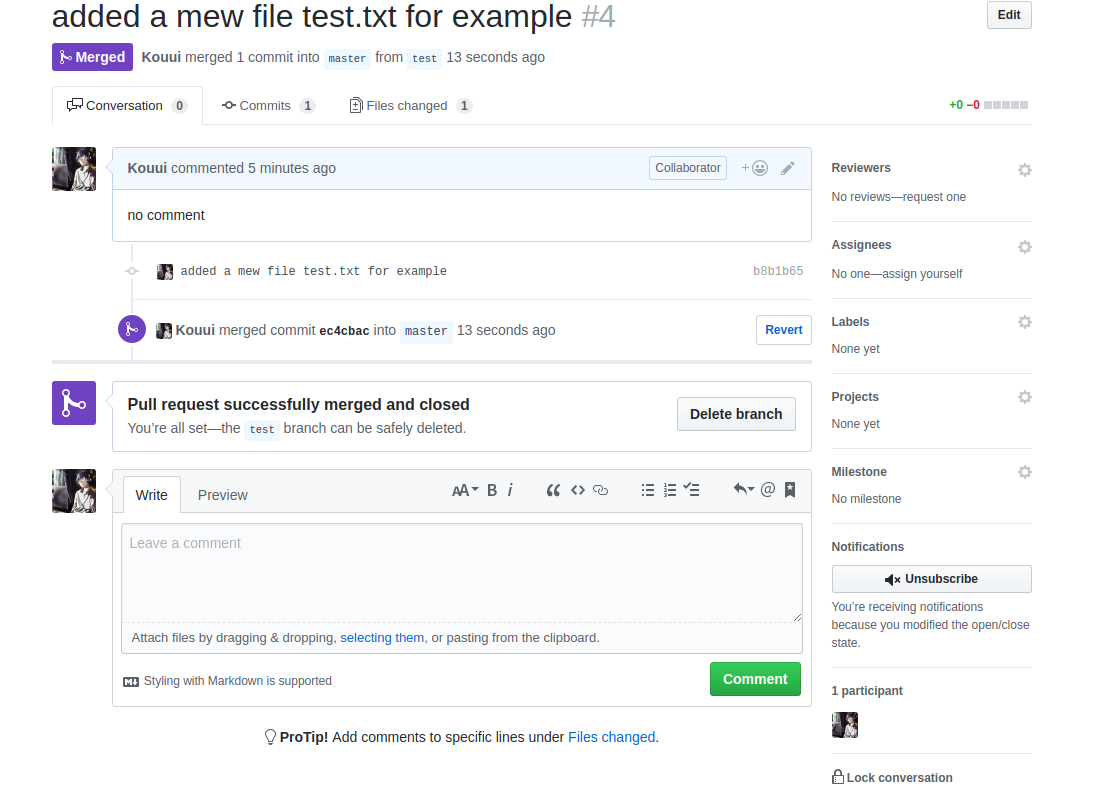 added a mew file test.txt for example #4
Edit
Merged Kouui merged 1 commit into master from test 13 seconds ago
Conversation 0 Commits 1 Files changed 1
+0 −0
Kouui commented 5 minutes ago
Collaborator +
no comment
added a mew file test.txt for example b8b1b65
Kouui merged commit ec4cbac into master 13 seconds ago
Revert
Pull request successfully merged and closed
You’re all set—the test branch can be safely deleted.
Delete branch
Write Preview
AA B i @
Leave a comment
Attach files by dragging & dropping, selecting them, or pasting from the clipboard.
Styling with Markdown is supported
Comment
ProTip! Add comments to specific lines under Files changed.
Reviewers
No reviews—request one
Assignees
No one—assign yourself
Labels
None yet
Projects
None yet
Milestone
No milestone
Notifications
Unsubscribe
You’re receiving notifications
because you modified the open/close
state.
1 participant
Lock conversation